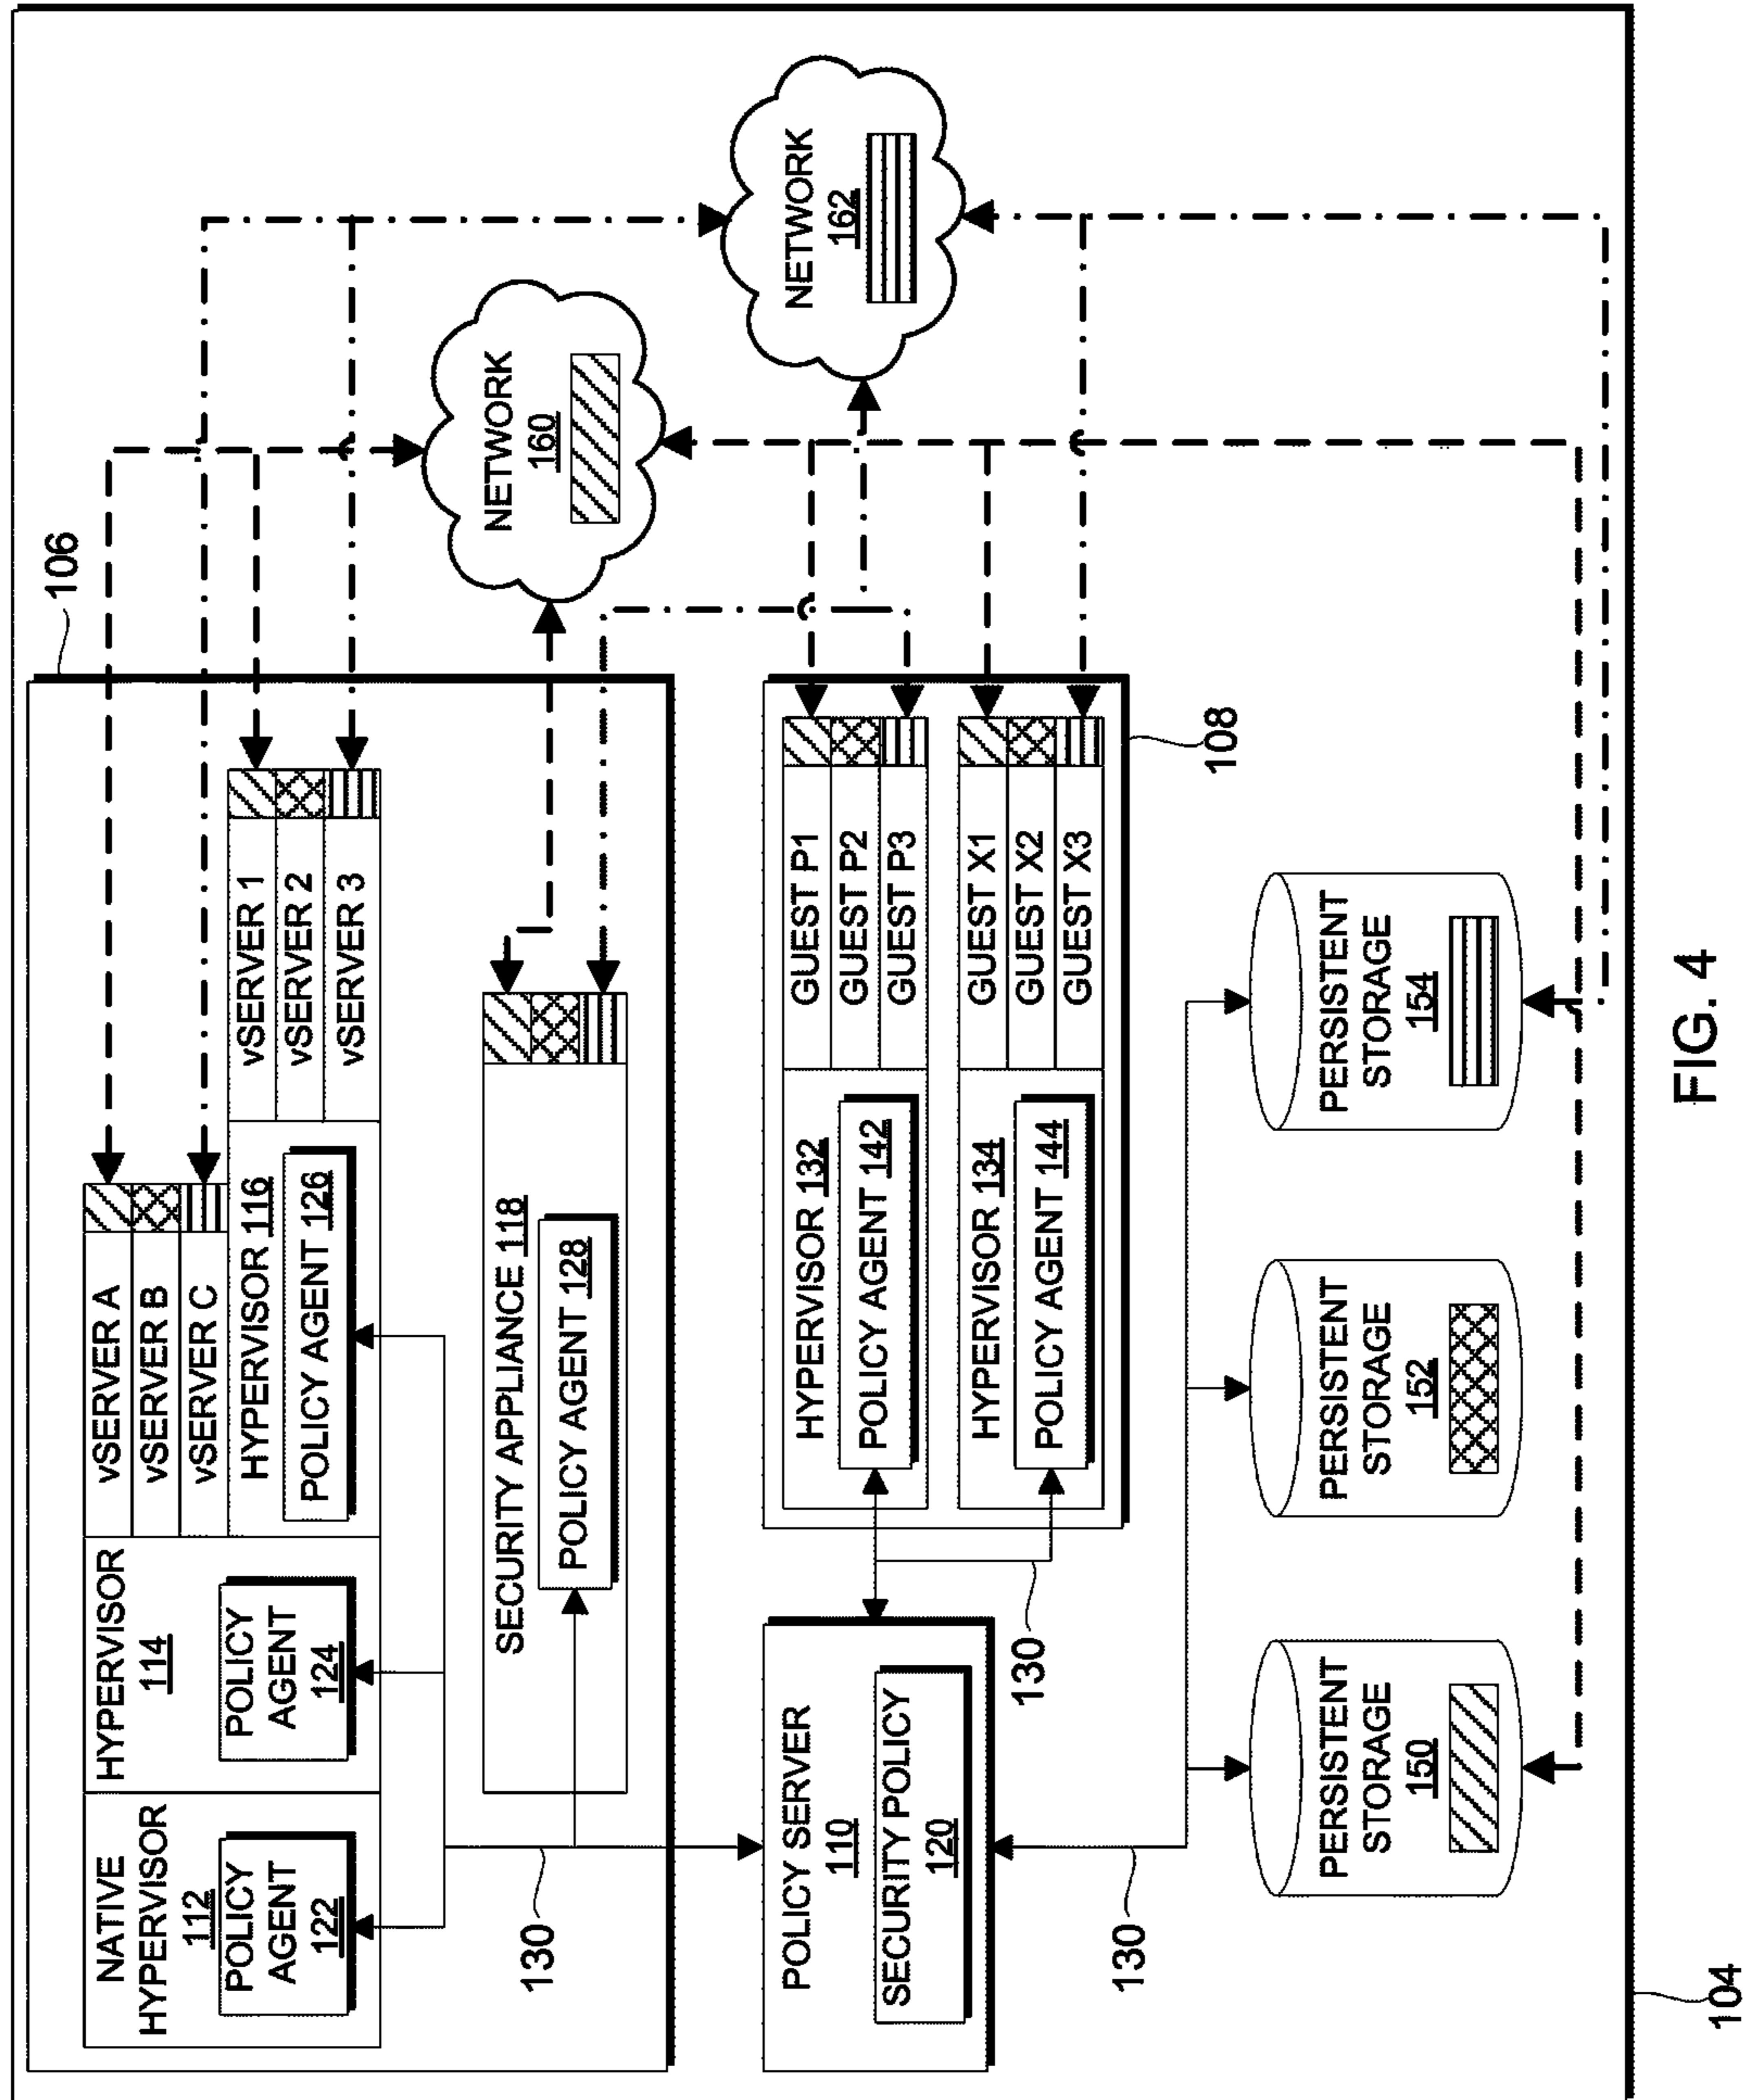 106
NATIVE
HYPERVISOR
112
POLICY
AGENT
122
HYPERVISOR
114
POLICY
AGENT
124
vSERVER A
vSERVER B
vSERVER C
HYPERVISOR 116
POLICY AGENT 126
vSERVER 1
vSERVER 2
vSERVER 3
SECURITY APPLIANCE 118
POLICY AGENT 128
130
NETWORK
160
NETWORK
162
POLICY SERVER
110
SECURITY POLICY
120
130
HYPERVISOR 132
POLICY AGENT 142
GUEST P1
GUEST P2
GUEST P3
HYPERVISOR 134
POLICY AGENT 144
GUEST X1
GUEST X2
GUEST X3
108
130
PERSISTENT
STORAGE
150
PERSISTENT
STORAGE
152
PERSISTENT
STORAGE
154
104
FIG. 4